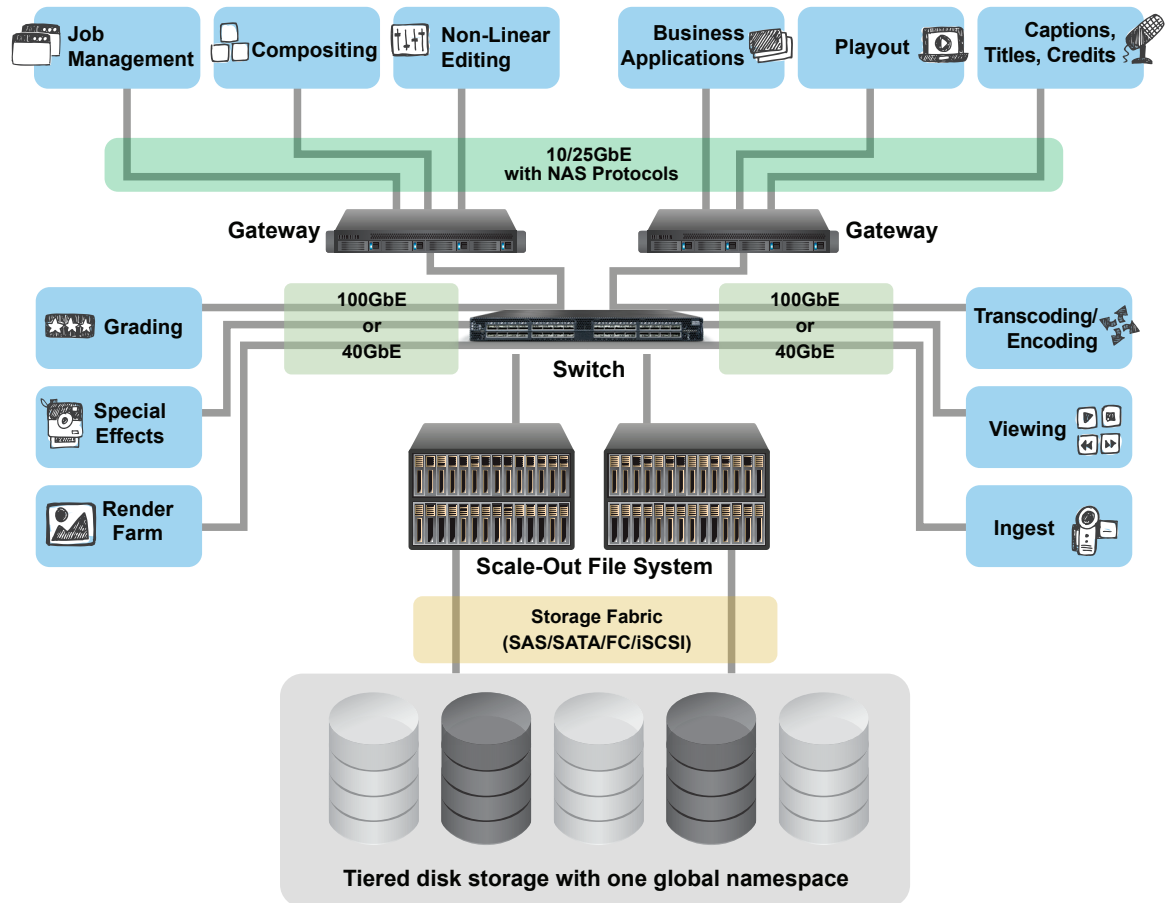 Job
Management
Compositing
Non-Linear
Editing
Business
Applications
Playout
Captions,
Titles, Credits
10/25GbE
with NAS Protocols
Gateway
Gateway
Grading
100GbE
or
40GbE
100GbE
or
40GbE
Transcoding/
Encoding
Switch
Special
Effects
Viewing
Render
Farm
Ingest
Scale-Out File System
Storage Fabric
(SAS/SATA/FC/iSCSI)
Tiered disk storage with one global namespace